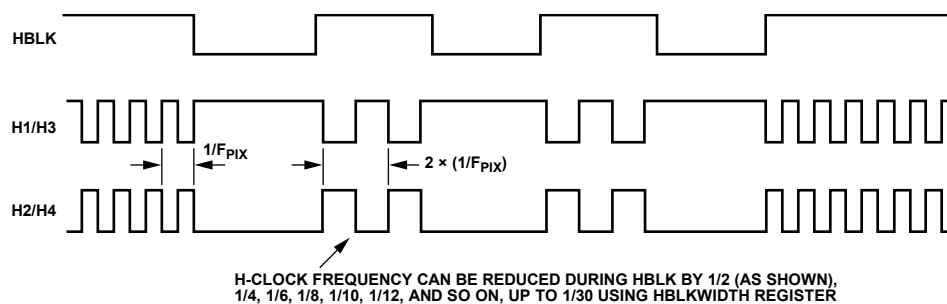 HBLK
H1/H3
1/FPIX
2 × (1/FPIX)
H2/H4
H-CLOCK FREQUENCY CAN BE REDUCED DURING HBLK BY 1/2 (AS SHOWN),
1/4, 1/6, 1/8, 1/10, 1/12, AND SO ON, UP TO 1/30 USING HBLKWIDTH REGISTER